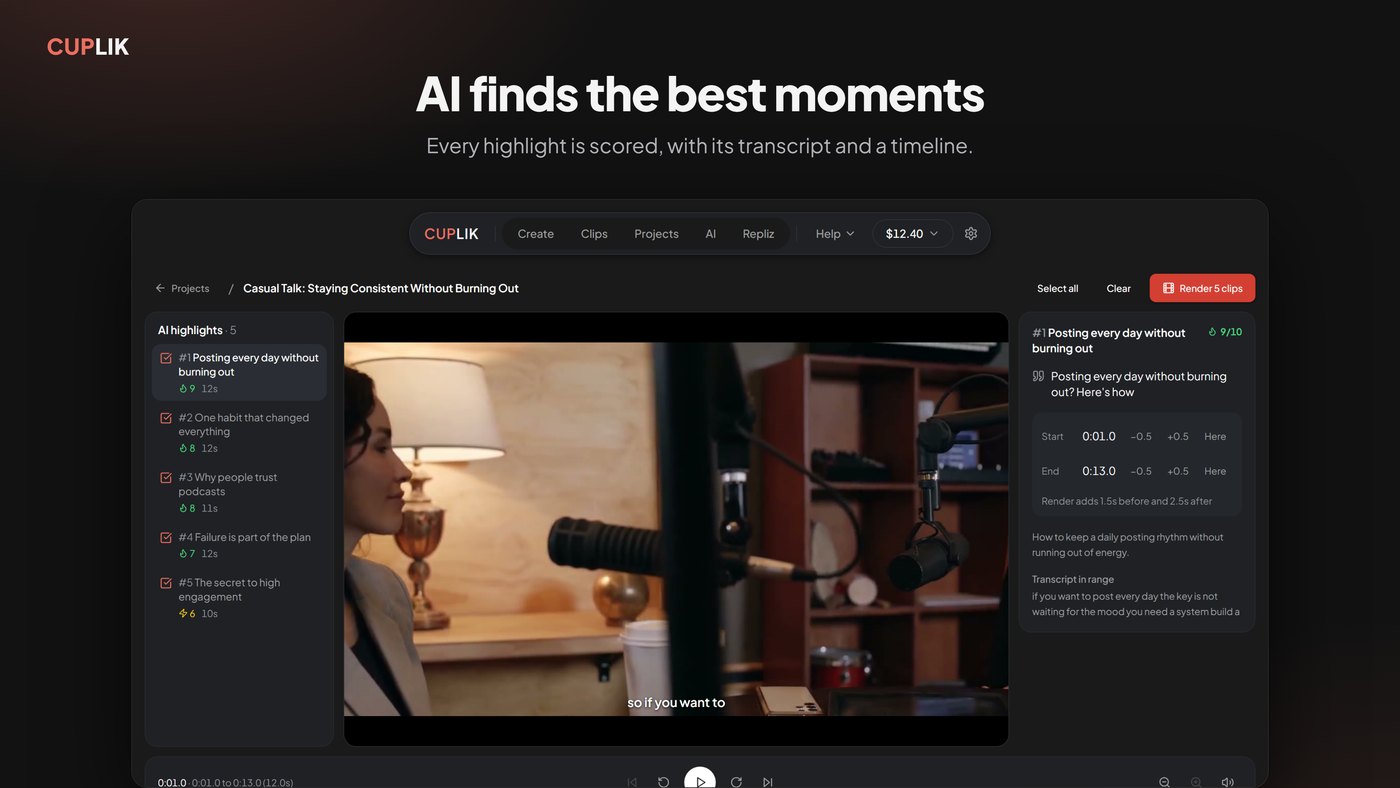 CUPLIK
AI finds the best moments
Every highlight is scored, with its transcript and a timeline.
CUPLIK Create Clips Projects AI Repliz Help $12.40
Projects / Casual Talk: Staying Consistent Without Burning Out
Select all Clear Render 5 clips
AI highlights · 5
#1 Posting every day without
burning out
9 12s
#2 One habit that changed
everything
8 12s
#3 Why people trust
podcasts
8 11s
#4 Failure is part of the plan
7 12s
#5 The secret to high
engagement
6 10s
so if you want to
#1 Posting every day without
burning out
9/10
Posting every day without burning
out? Here's how
Start 0:01.0 −0.5 +0.5 Here
End 0:13.0 −0.5 +0.5 Here
Render adds 1.5s before and 2.5s after
How to keep a daily posting rhythm without
running out of energy.
Transcript in range
if you want to post every day the key is not
waiting for the mood you need a system build a
0:01.0 · 0:01.0 to 0:13.0 (12.0s)